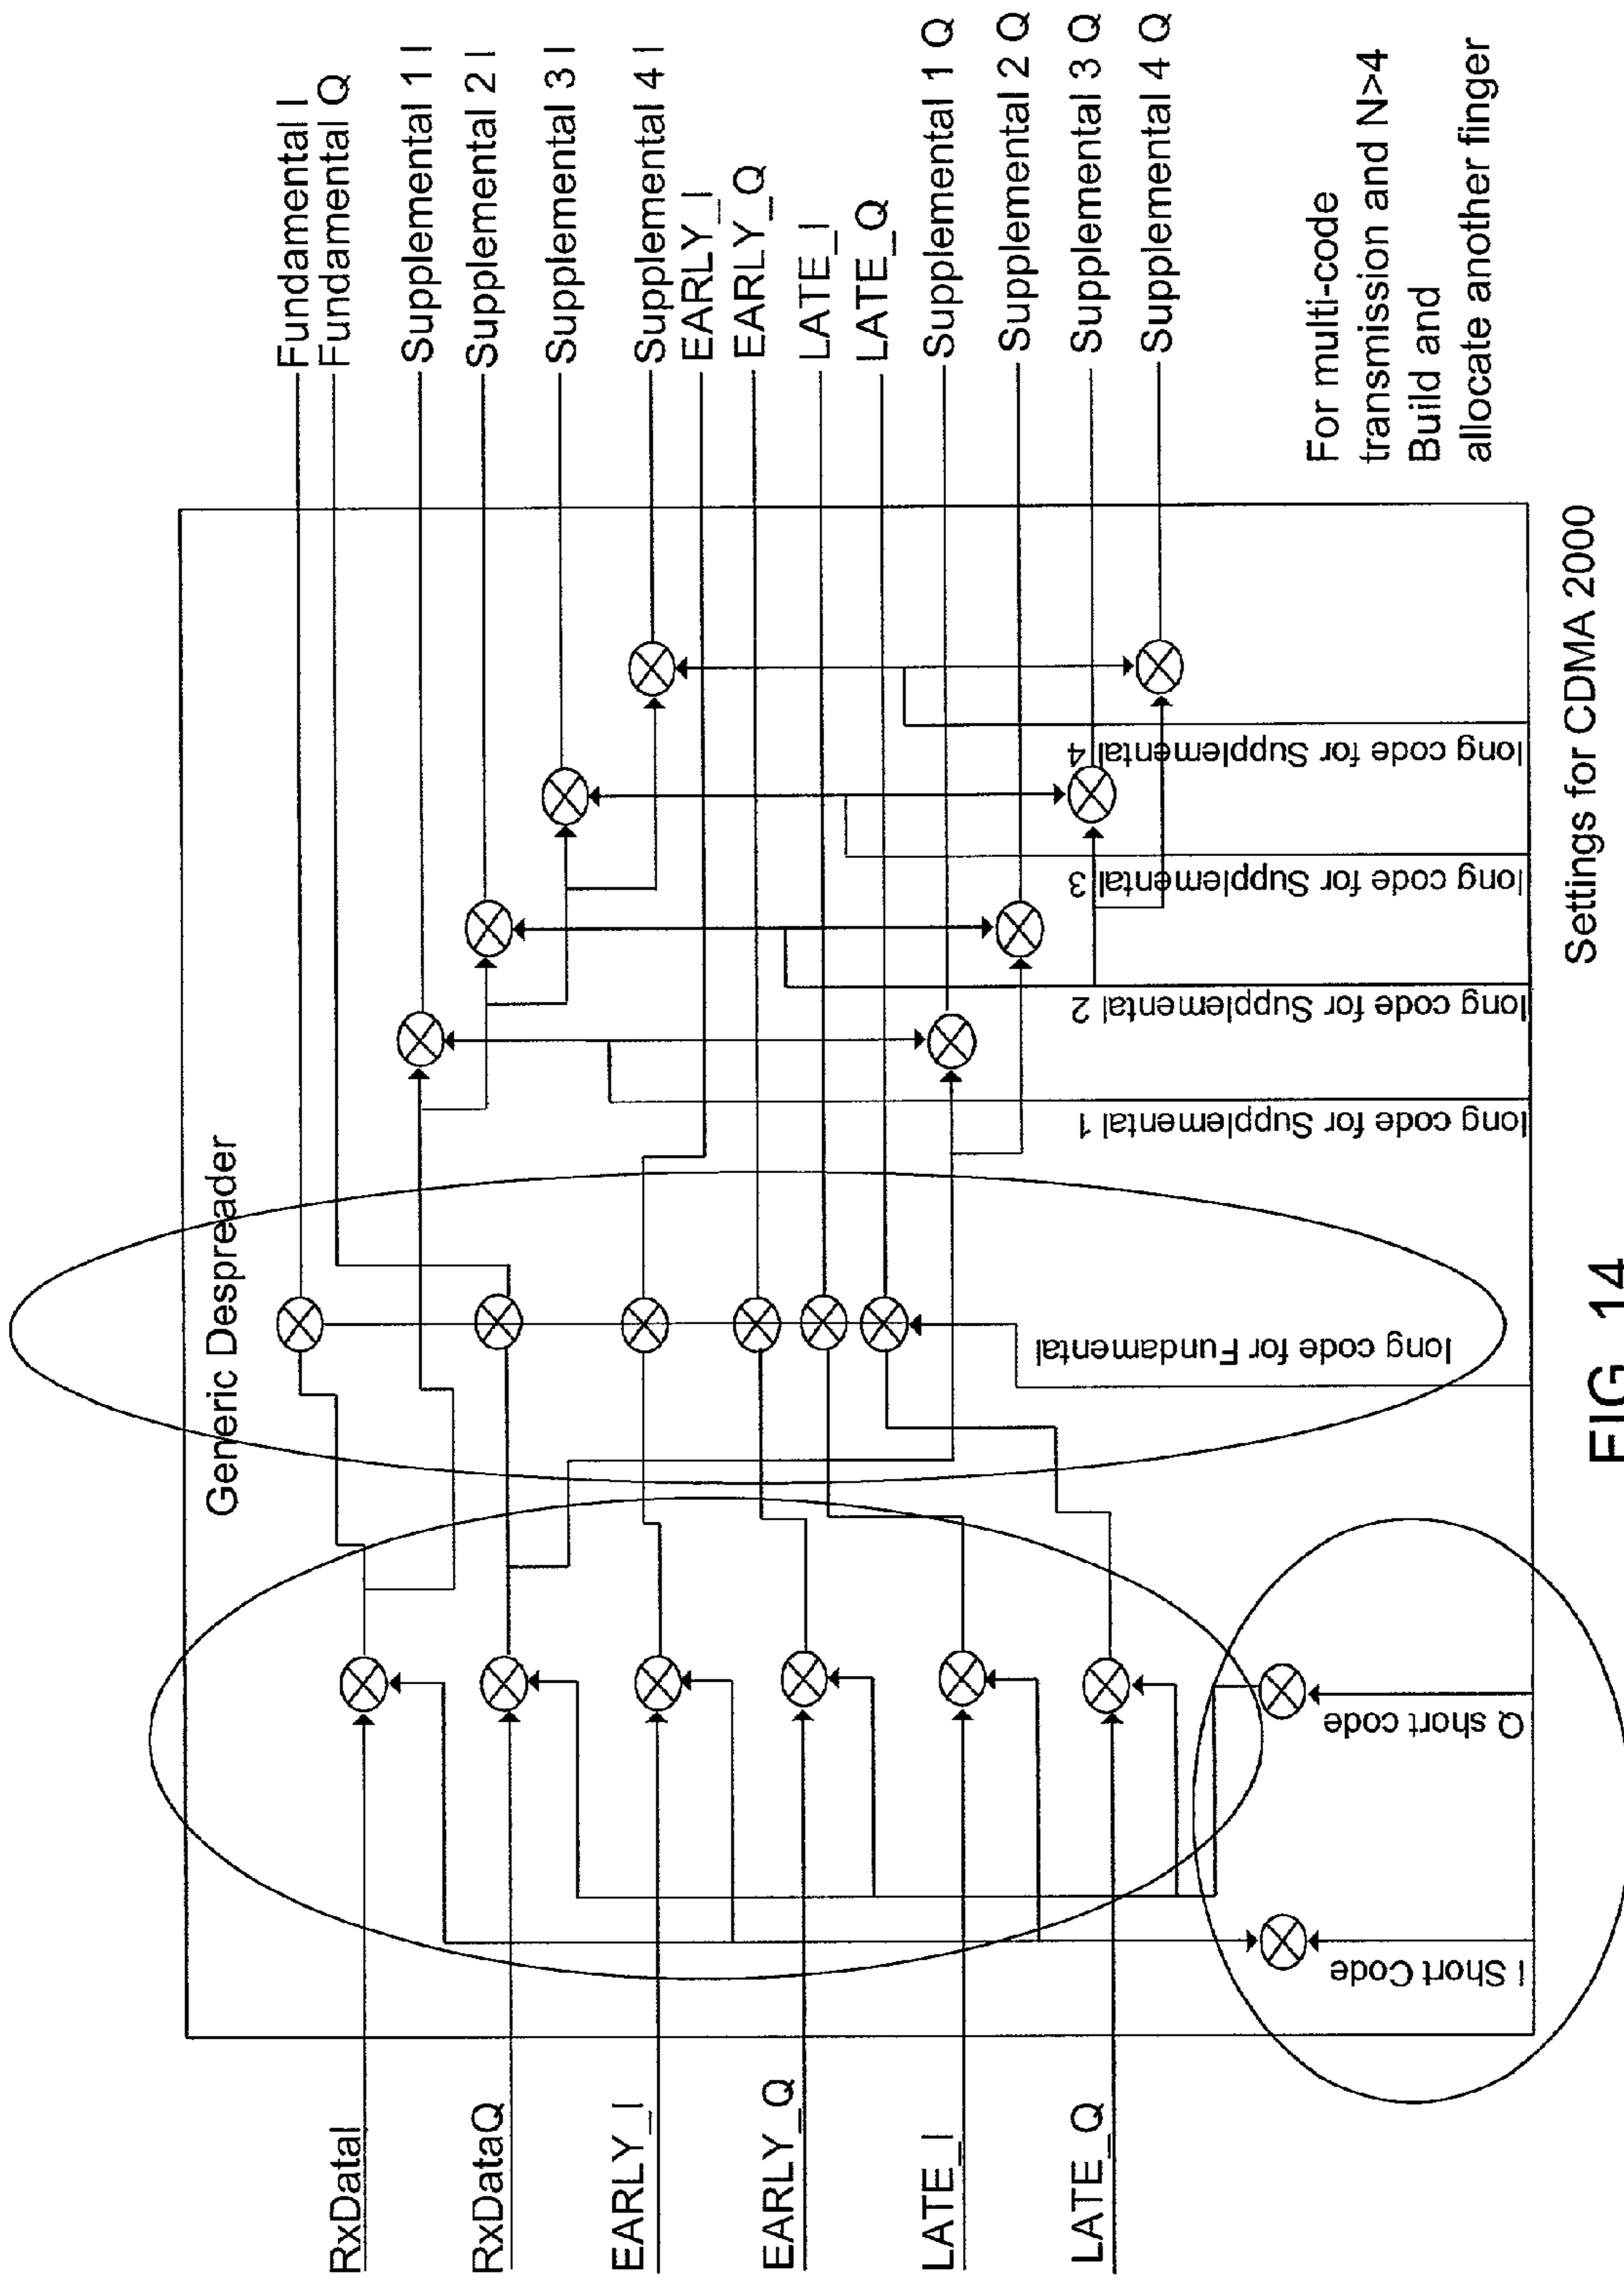 Generic Despreader
RxDataI
RxDataQ
EARLY_I
EARLY_Q
LATE_I
LATE_Q
I Short Code
Q short code
long code for Fundamental
long code for Supplemental 1
long code for Supplemental 2
long code for Supplemental 3
long code for Supplemental 4
Fundamental I
Fundamental Q
Supplemental 1 I
Supplemental 2 I
Supplemental 3 I
Supplemental 4 I
EARLY_I
EARLY_Q
LATE_I
LATE_Q
Supplemental 1 Q
Supplemental 2 Q
Supplemental 3 Q
Supplemental 4 Q
For multi-code
transmission and N>4
Build and
allocate another finger
Settings for CDMA 2000
FIG. 14